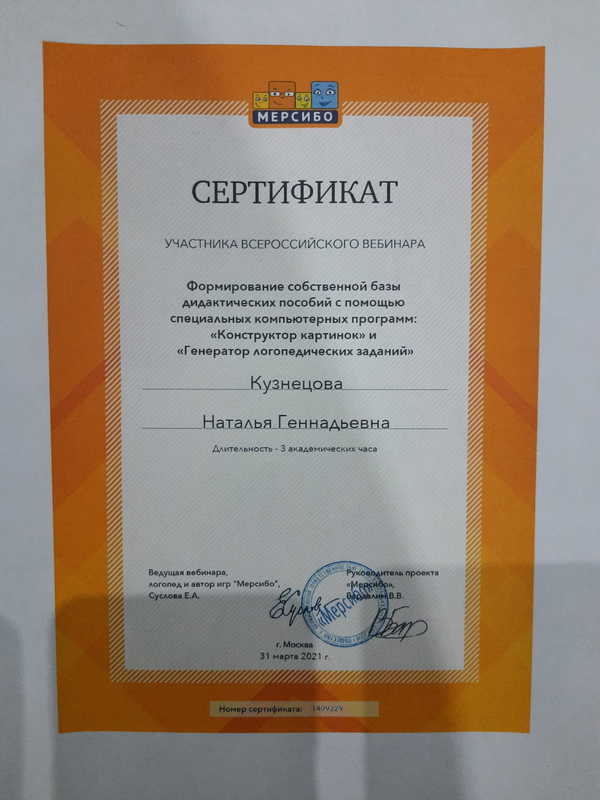 МЕРСИБО
СЕРТИФИКАТ
УЧАСТНИКА ВСЕРОССИЙСКОГО ВЕБИНАРА
Формирование собственной базы
дидактических пособий с помощью
специальных компьютерных программ:
«Конструктор картинок» и
«Генератор логопедических заданий»
Кузнецова
Наталья Геннадьевна
Длительность - 3 академических часа
Ведущая вебинара,
логопед и автор игр "Мерсибо",
Суслова Е.А.
Руководитель проекта
«Мерсибо»,
В.В.
«Мерсибо»
г. Москва
31 марта 2021 г.
Номер сертификата: 1409229